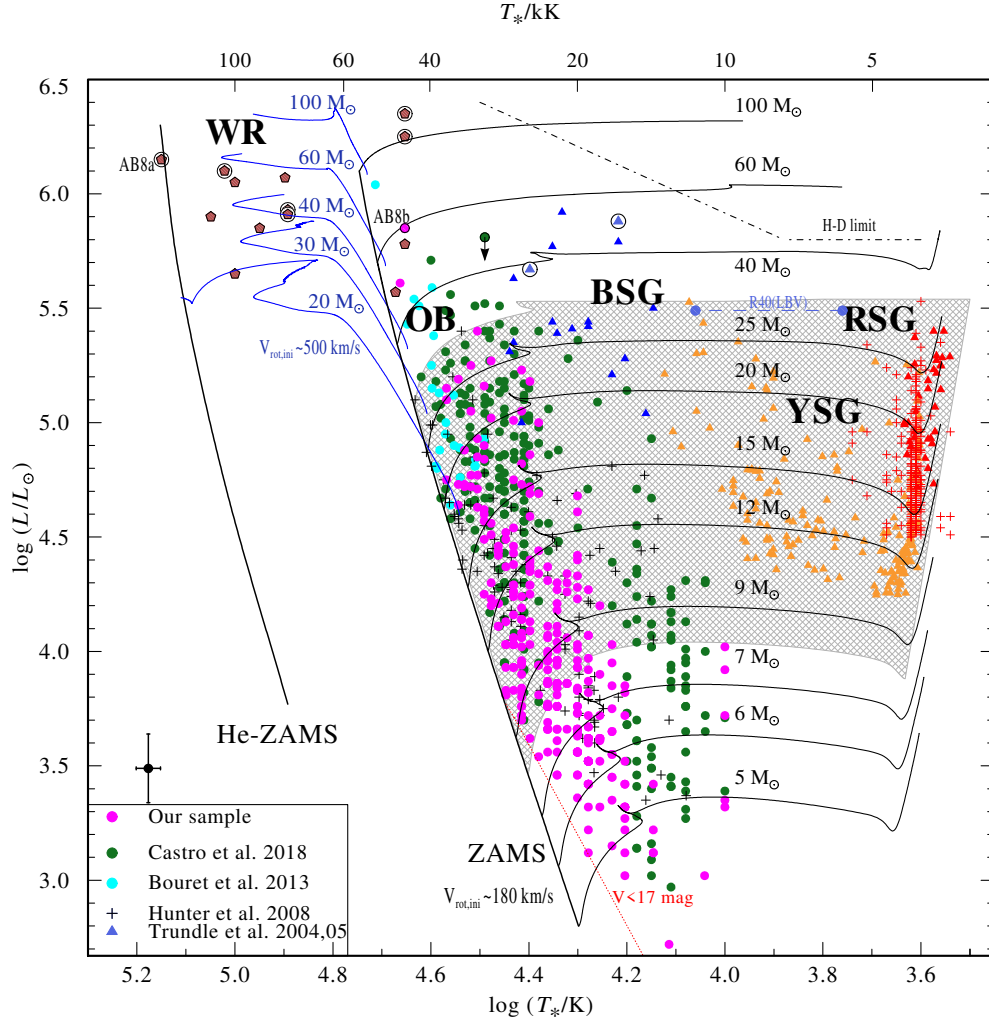 T*/kK
100 60 40 20 10 5
6.5
6.0
5.5
5.0
4.5
4.0
3.5
3.0
log (L/L⊙)
WR
100 M⊙
60 M⊙
40 M⊙
30 M⊙
20 M⊙
Vrot,ini~500 km/s
AB8a
AB8b
100 M⊙
60 M⊙
H-D limit
40 M⊙
OB
BSG
R40(LBV)
RSG
25 M⊙
20 M⊙
YSG
15 M⊙
12 M⊙
9 M⊙
7 M⊙
6 M⊙
5 M⊙
He-ZAMS
ZAMS
Vrot,ini~180 km/s
V<17 mag
Our sample
Castro et al. 2018
Bouret et al. 2013
Hunter et al. 2008
Trundle et al. 2004,05
5.2 5.0 4.8 4.6 4.4 4.2 4.0 3.8 3.6
log (T*/K)